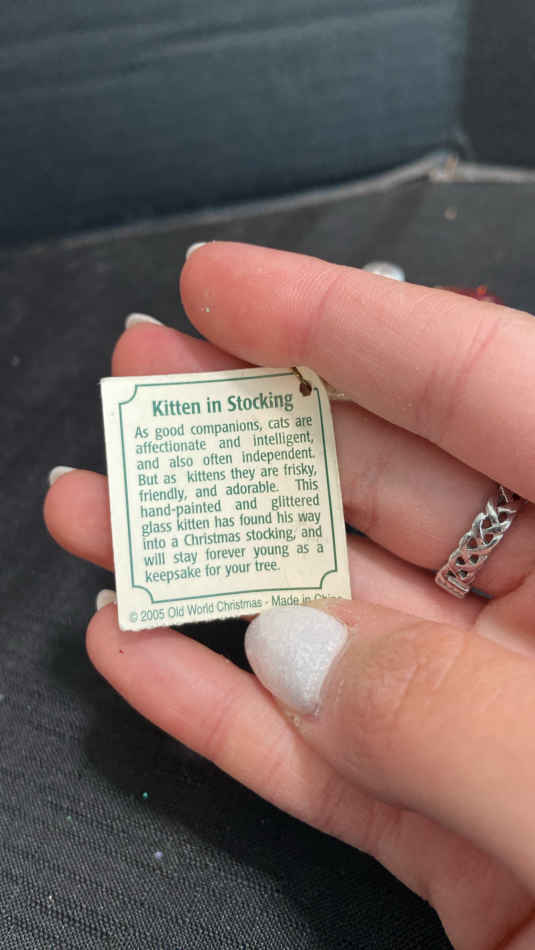 Kitten in Stocking
As good companions, cats are
affectionate and intelligent,
and also often independent.
But as kittens they are frisky,
friendly, and adorable. This
hand-painted and glittered
glass kitten has found his way
into a Christmas stocking, and
will stay forever young as a
keepsake for your tree.
© 2005 Old World Christmas - Made in China